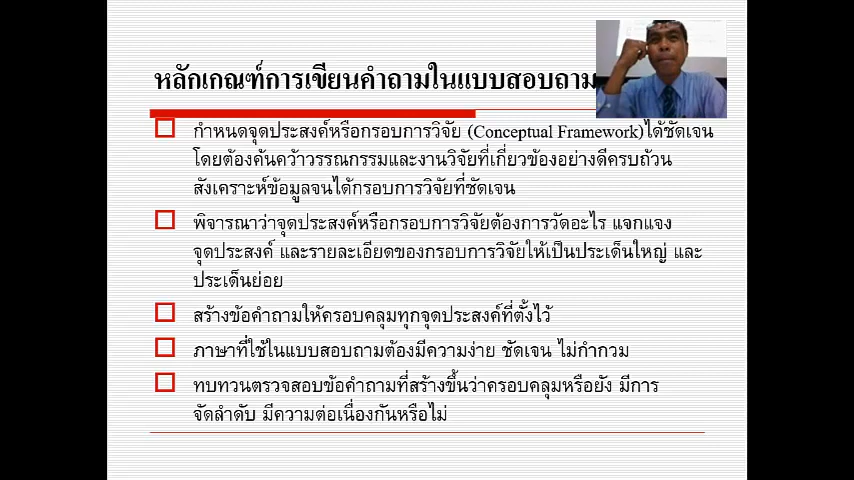 หลักเกณฑ์การเขียนคำถามในแบบสอบถาม
กำหนดจุดประสงค์หรือกรอบการวิจัย (Conceptual Framework)ได้ชัดเจน
โดยต้องค้นคว้าวรรณกรรมและงานวิจัยที่เกี่ยวข้องอย่างดีครบถ้วน
สังเคราะห์ข้อมูลจนได้กรอบการวิจัยที่ชัดเจน
พิจารณาว่าจุดประสงค์หรือกรอบการวิจัยต้องการวัดอะไร แจกแจง
จุดประสงค์ และรายละเอียดของกรอบการวิจัยให้เป็นประเด็นใหญ่ และ
ประเด็นย่อย
สร้างข้อคำถามให้ครอบคลุมทุกจุดประสงค์ที่ตั้งไว้
ภาษาที่ใช้ในแบบสอบถามต้องมีความง่าย ชัดเจน ไม่กำกวม
ทบทวนตรวจสอบข้อคำถามที่สร้างขึ้นว่าครอบคลุมหรือยัง มีการ
จัดลำดับ มีความต่อเนื่องกันหรือไม่